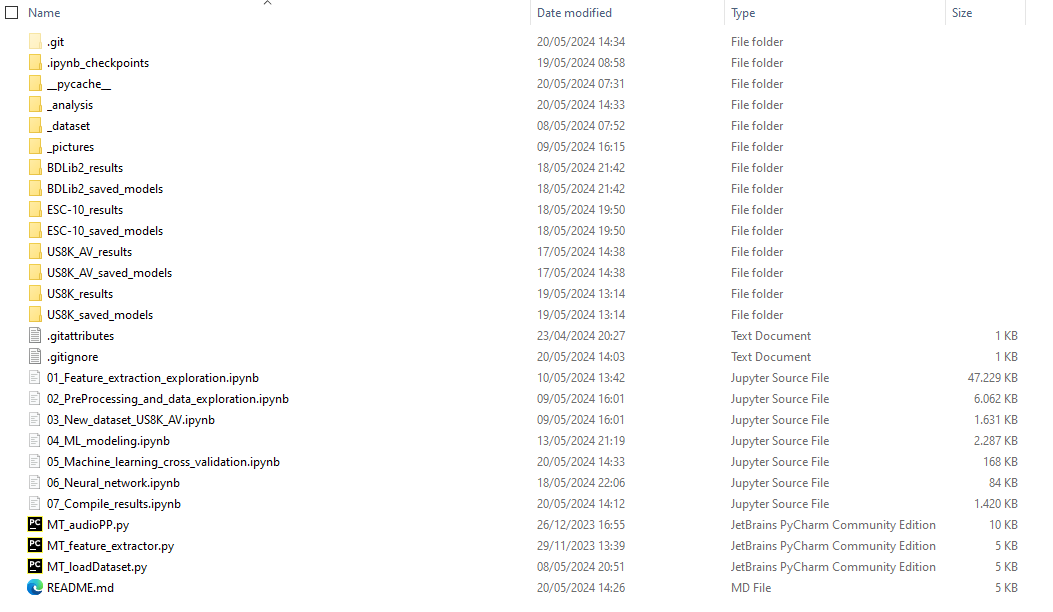 Name Date modified Type Size
.git 20/05/2024 14:34 File folder
.ipynb_checkpoints 19/05/2024 08:58 File folder
__pycache__ 20/05/2024 07:31 File folder
_analysis 20/05/2024 14:33 File folder
_dataset 08/05/2024 07:52 File folder
_pictures 09/05/2024 16:15 File folder
BDLib2_results 18/05/2024 21:42 File folder
BDLib2_saved_models 18/05/2024 21:42 File folder
ESC-10_results 18/05/2024 19:50 File folder
ESC-10_saved_models 18/05/2024 19:50 File folder
US8K_AV_results 17/05/2024 14:38 File folder
US8K_AV_saved_models 17/05/2024 14:38 File folder
US8K_results 19/05/2024 13:14 File folder
US8K_saved_models 19/05/2024 13:14 File folder
.gitattributes 23/04/2024 20:27 Text Document 1 KB
.gitignore 20/05/2024 14:03 Text Document 1 KB
01_Feature_extraction_exploration.ipynb 10/05/2024 13:42 Jupyter Source File 47.229 KB
02_PreProcessing_and_data_exploration.ipynb 09/05/2024 16:01 Jupyter Source File 6.062 KB
03_New_dataset_US8K_AV.ipynb 09/05/2024 16:01 Jupyter Source File 1.631 KB
04_ML_modeling.ipynb 13/05/2024 21:19 Jupyter Source File 2.287 KB
05_Machine_learning_cross_validation.ipynb 20/05/2024 14:33 Jupyter Source File 168 KB
06_Neural_network.ipynb 18/05/2024 22:06 Jupyter Source File 84 KB
07_Compile_results.ipynb 20/05/2024 14:12 Jupyter Source File 1.420 KB
PC MT_audioPP.py 26/12/2023 16:55 JetBrains PyCharm Community Edition 10 KB
PC MT_feature_extractor.py 29/11/2023 13:39 JetBrains PyCharm Community Edition 5 KB
PC MT_loadDataset.py 08/05/2024 20:51 JetBrains PyCharm Community Edition 5 KB
README.md 20/05/2024 14:26 MD File 5 KB